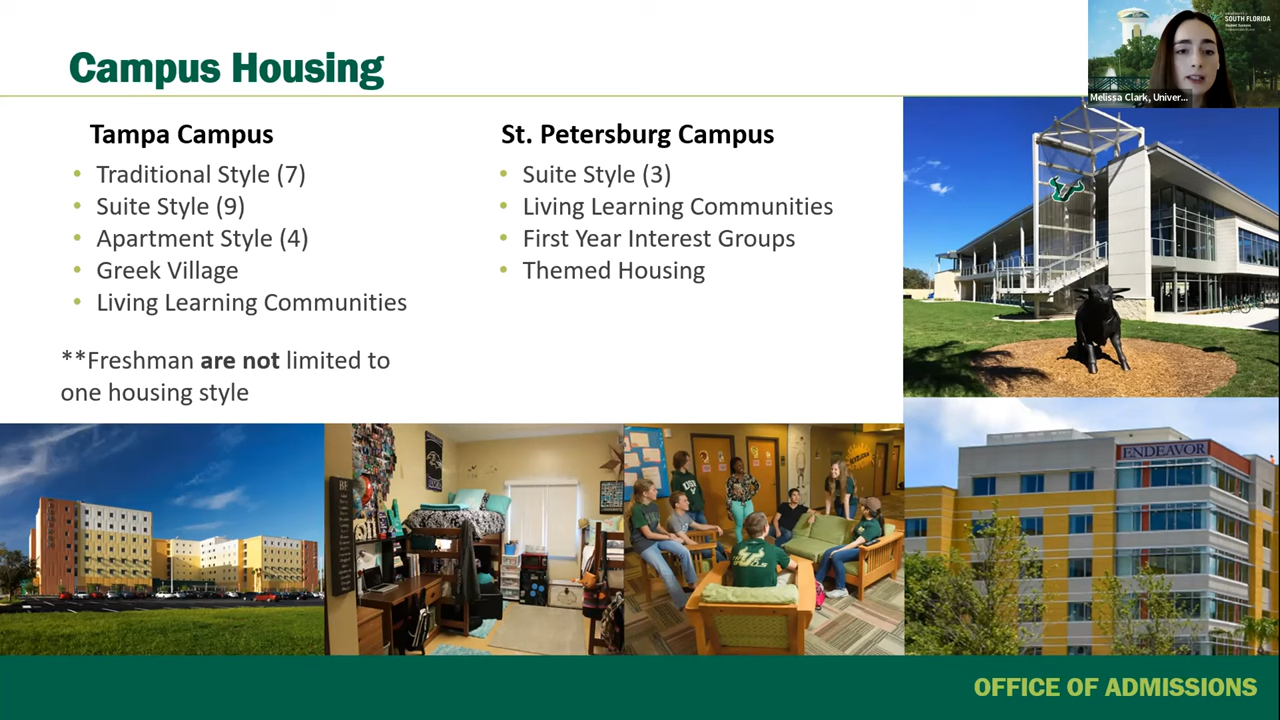 Campus Housing
UNIVERSITY of
SOUTH FLORIDA
Melissa Clark, Univer...
Tampa Campus
• Traditional Style (7)
• Suite Style (9)
• Apartment Style (4)
• Greek Village
• Living Learning Communities
**Freshman are not limited to
one housing style
St. Petersburg Campus
• Suite Style (3)
• Living Learning Communities
• First Year Interest Groups
• Themed Housing
ENDEAVOR
OFFICE OF ADMISSIONS